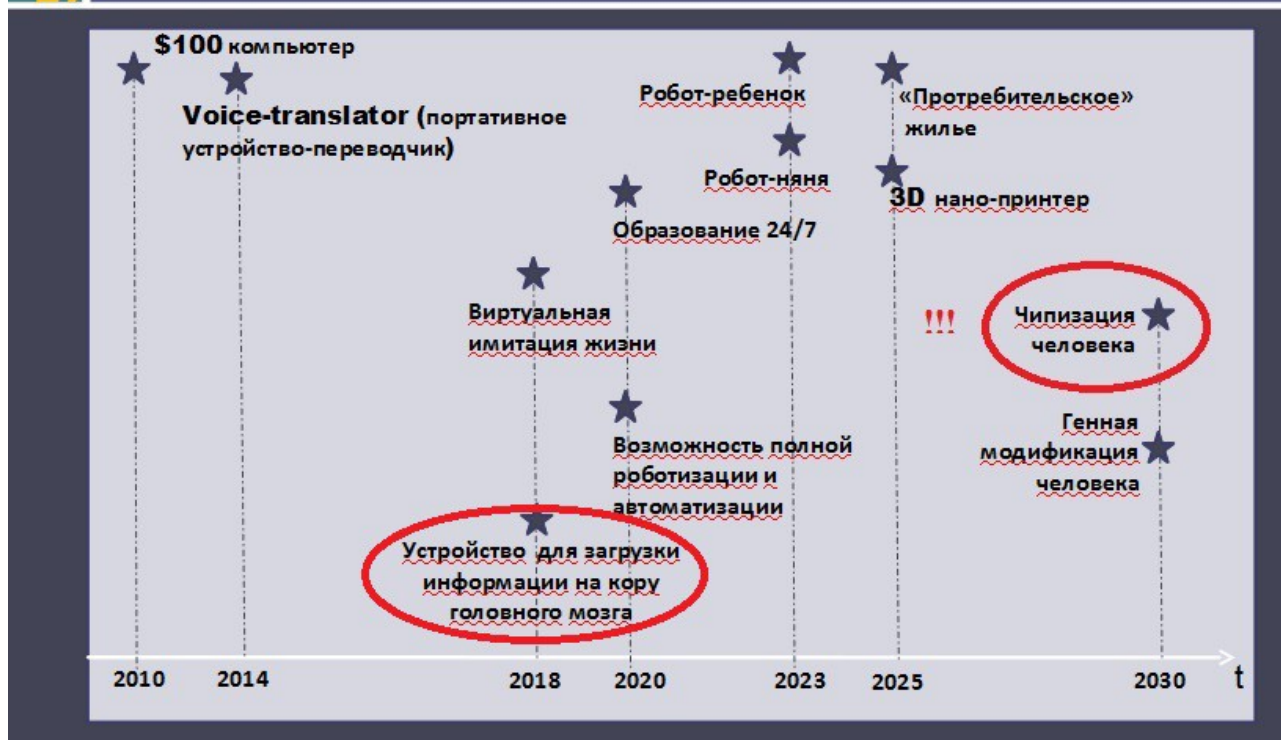 $100 компьютер
Voice-translator (портативное
устройство-переводчик)
Робот-ребенок
«Протребительское»
жилье
Робот-няня
3D нано-принтер
Образование 24/7
Виртуальная
имитация жизни
!!!
Чипизация
человека
Возможность полной
роботизации и
автоматизации
Генная
модификация
человека
Устройство для загрузки
информации на кору
головного мозга
2010 2014 2018 2020 2023 2025 2030 t